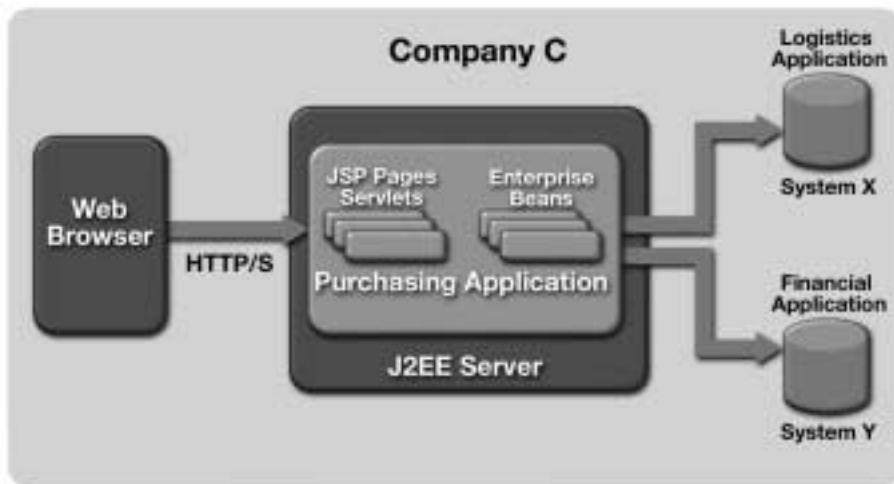 Company C
Logistics
Application
System X
Web
Browser
HTTP/S
JSP Pages
Servlets
Enterprise
Beans
Purchasing Application
J2EE Server
Financial
Application
System Y